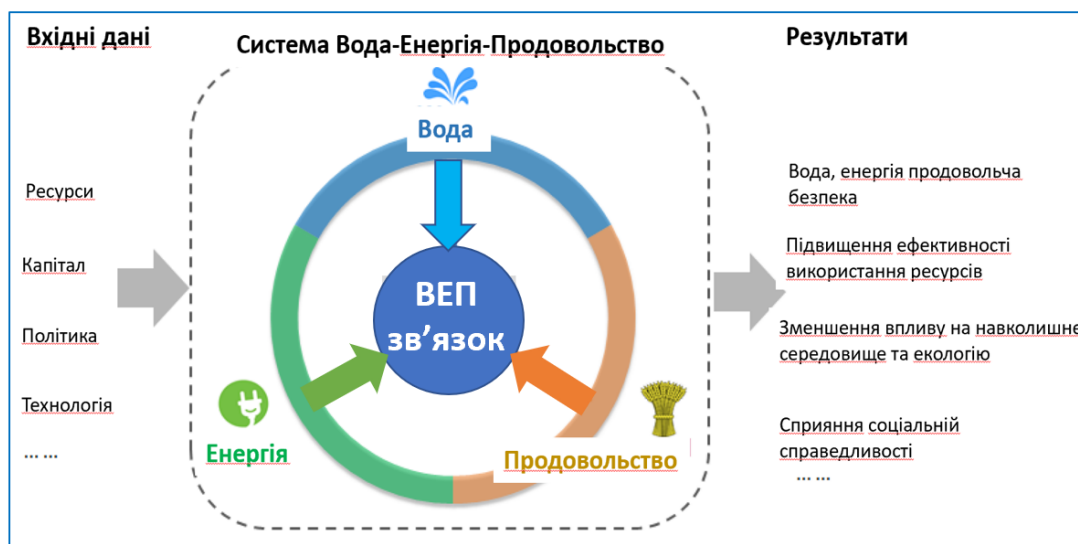 Вхідні дані
Ресурси
Капітал
Політика
Технологія
... ...
Система Вода-Енергія-Продовольство
Вода
ВЕП
зв’язок
Енергія
Продовольство
Результати
Вода, енергія продовольча
безпека
Підвищення ефективності
використання ресурсів
Зменшення впливу на навколишнє
середовище та екологію
Сприяння соціальній
справедливості
... ...